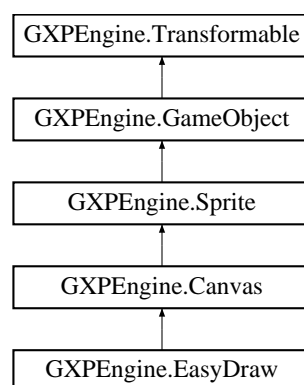 GXPEngine.Transformable
GXPEngine.GameObject
GXPEngine.Sprite
GXPEngine.Canvas
GXPEngine.EasyDraw